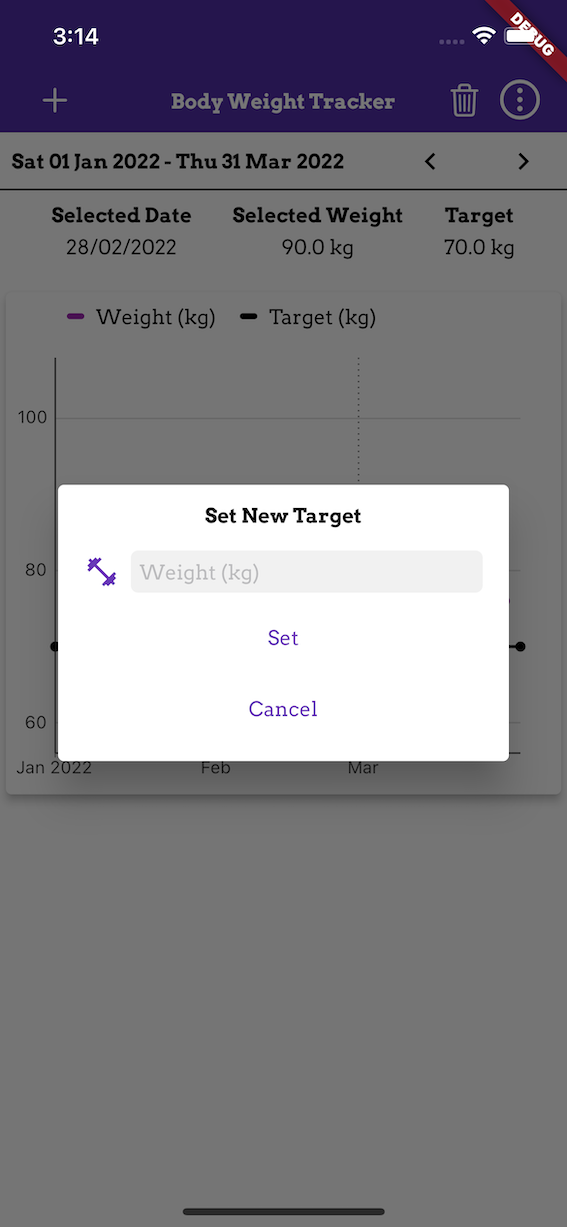 3:14
DEBUG
Body Weight Tracker
Sat 01 Jan 2022 - Thu 31 Mar 2022
Selected Date Selected Weight Target
28/02/2022 90.0 kg 70.0 kg
Weight (kg) Target (kg)
100
Set New Target
80
Weight (kg)
Set
Cancel
60
Jan 2022 Feb Mar